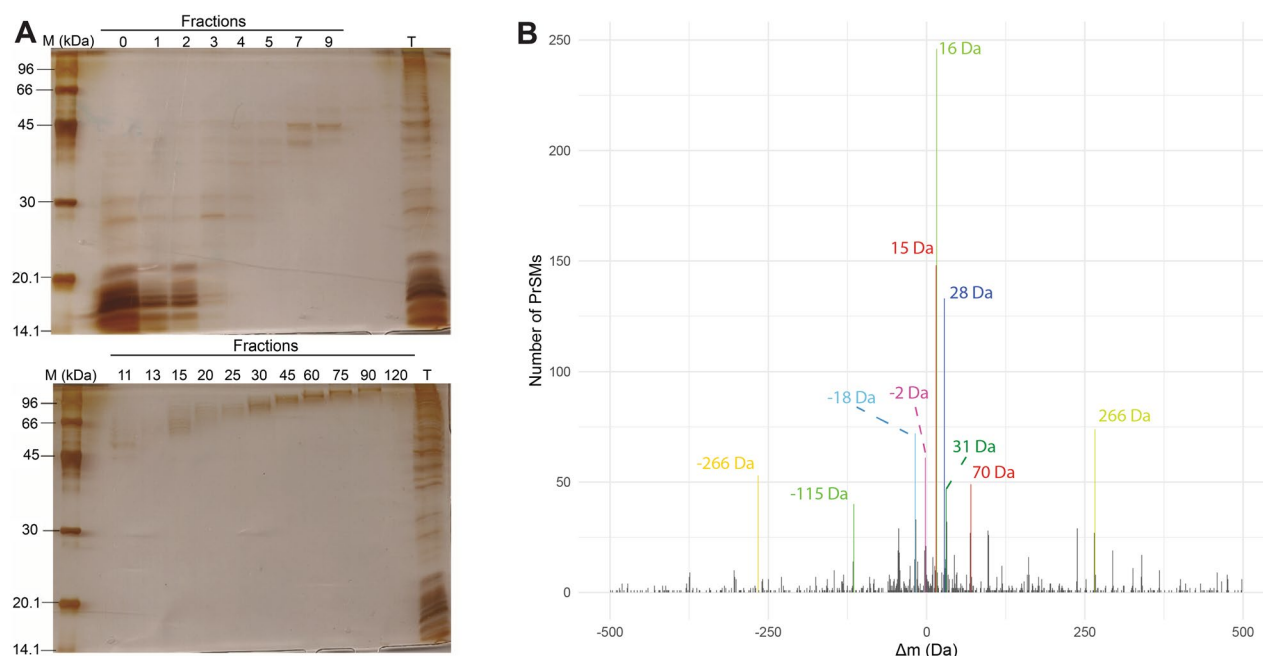 A
Fractions
M (kDa) 0 1 2 3 4 5 7 9 T
96
66
45
30
20.1
14.1
Fractions
M (kDa) 11 13 15 20 25 30 45 60 75 90 120 T
96
66
45
30
20.1
14.1
B
Number of PrSMs
250
200
150
100
50
0
16 Da
15 Da
28 Da
-18 Da
-2 Da
31 Da
266 Da
-266 Da
-115 Da
70 Da
-500 -250 0 250 500
Δm (Da)